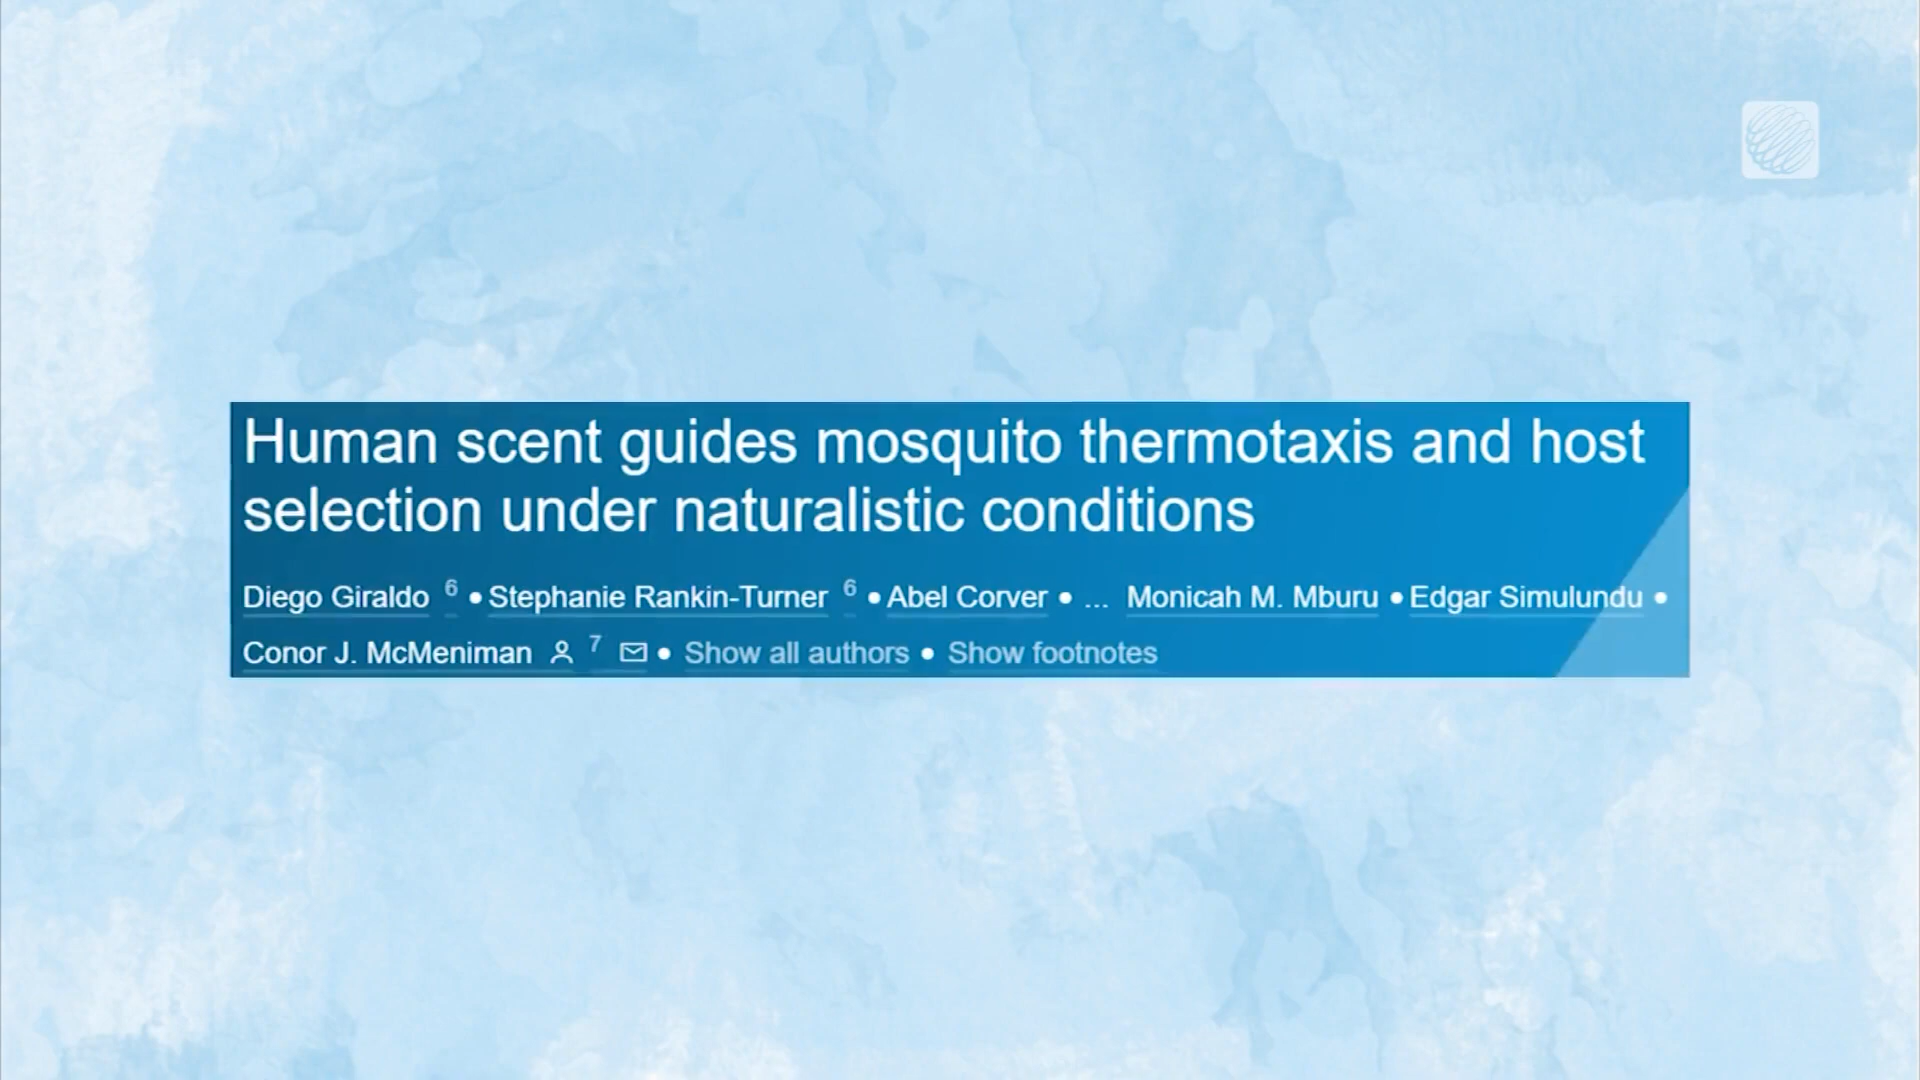 Human scent guides mosquito thermotaxis and host
selection under naturalistic conditions
Diego Giraldo 6 • Stephanie Rankin-Turner 6 • Abel Corver • ... Monicah M. Mburu • Edgar Simulundu •
Conor J. McMeniman 7 • Show all authors • Show footnotes